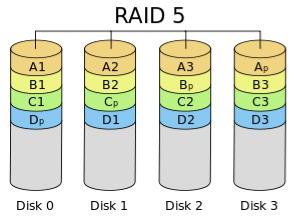 RAID 5
A1 A2 A3 Ap
B1 B2 Bp B3
C1 Cp C2 C3
Dp D1 D2 D3
Disk 0 Disk 1 Disk 2 Disk 3